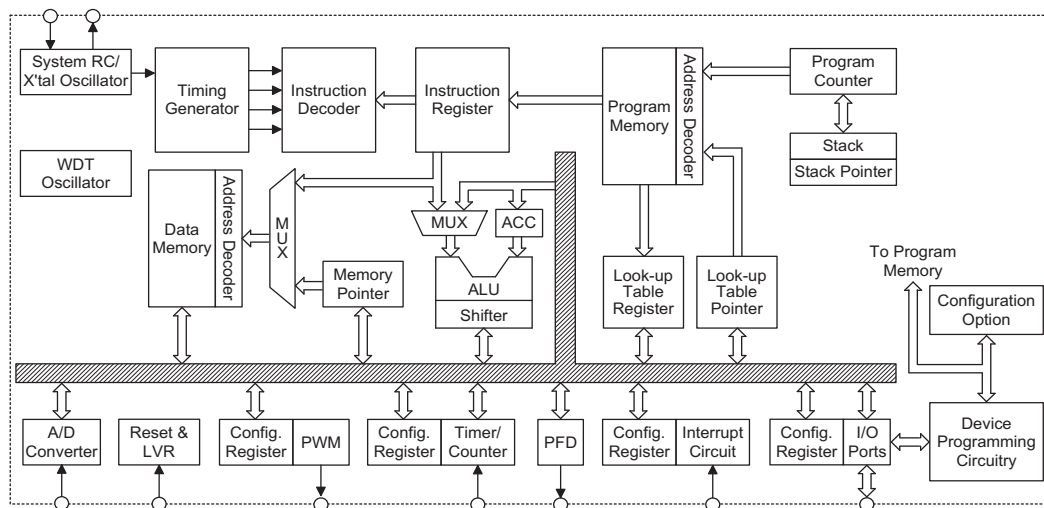 System RC/
X'tal Oscillator
Timing
Generator
Instruction
Decoder
Instruction
Register
Program
Memory
Address Decoder
Program
Counter
Stack
Stack Pointer
WDT
Oscillator
Data
Memory
Address Decoder
MUX
MUX
ACC
Memory
Pointer
ALU
Shifter
Look-up
Table
Register
Look-up
Table
Pointer
To Program
Memory
Configuration
Option
A/D
Converter
Reset &
LVR
Config.
Register
PWM
Config.
Register
Timer/
Counter
PFD
Config.
Register
Interrupt
Circuit
Config.
Register
I/O
Ports
Device
Programming
Circuitry